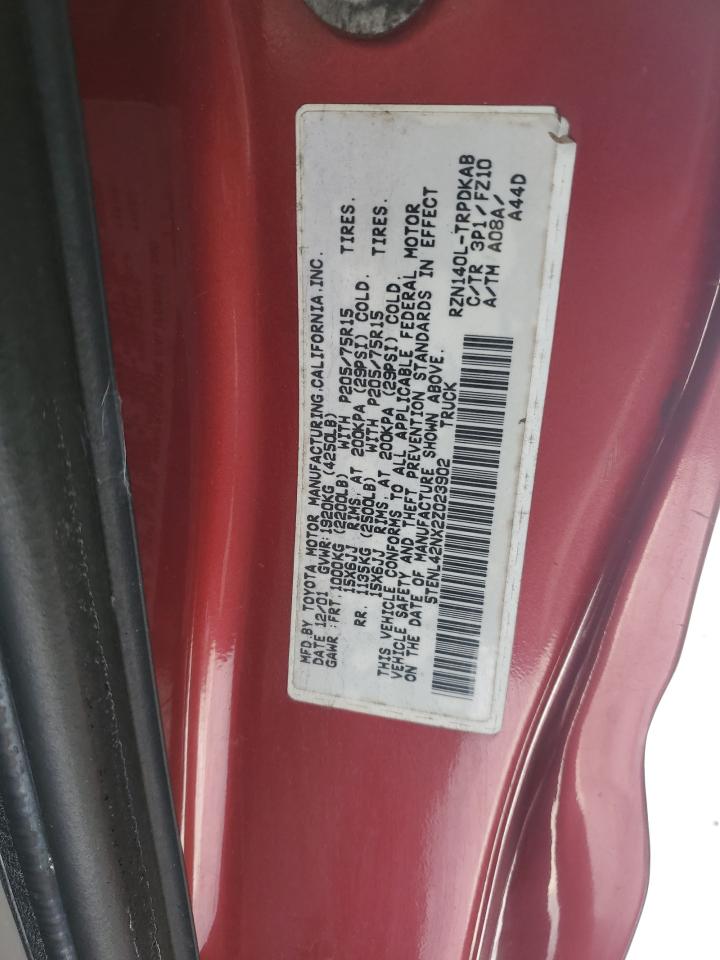 MFD.BY TOYOTA MOTOR MANUFACTURING,CALIFORNIA,INC.
DATE 12/01 GVWR:1920KG (4250LB)
GAWR :FRT.1000KG (2200LB) WITH P205/75R15 TIRES.
15X6JJ RIMS, AT 200KPA (29PSI) COLD.
RR. 1135KG (2500LB) WITH P205/75R15 TIRES.
15X6JJ RIMS, AT 200KPA (29PSI) COLD.
THIS VEHICLE CONFORMS TO ALL APPLICABLE FEDERAL MOTOR
VEHICLE SAFETY AND THEFT PREVENTION STANDARDS IN EFFECT
ON THE DATE OF MANUFACTURE SHOWN ABOVE.
5TENL42NX2Z023902 TRUCK
RZN140L-TRPDKAB
C/TR 3P1/FZ10
A/TM A08A/
A44D